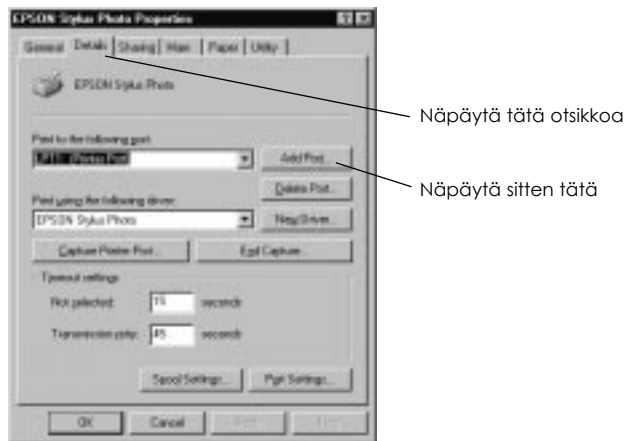 EPSON Stylus Photo Properties
General Details Sharing Main Paper Utility
EPSON Stylus Photo
Näpäytä tätä otsikkoa
Print to the following port:
LPT1: (Printer Port)
Add Port...
Näpäytä sitten tätä
Delete Port...
Print using the following driver:
EPSON Stylus Photo
New Driver...
Capture Printer Port...
End Capture...
Timeout settings
Not selected: 15 seconds
Transmission retry: 45 seconds
Spool Settings...
Port Settings...
OK
Cancel